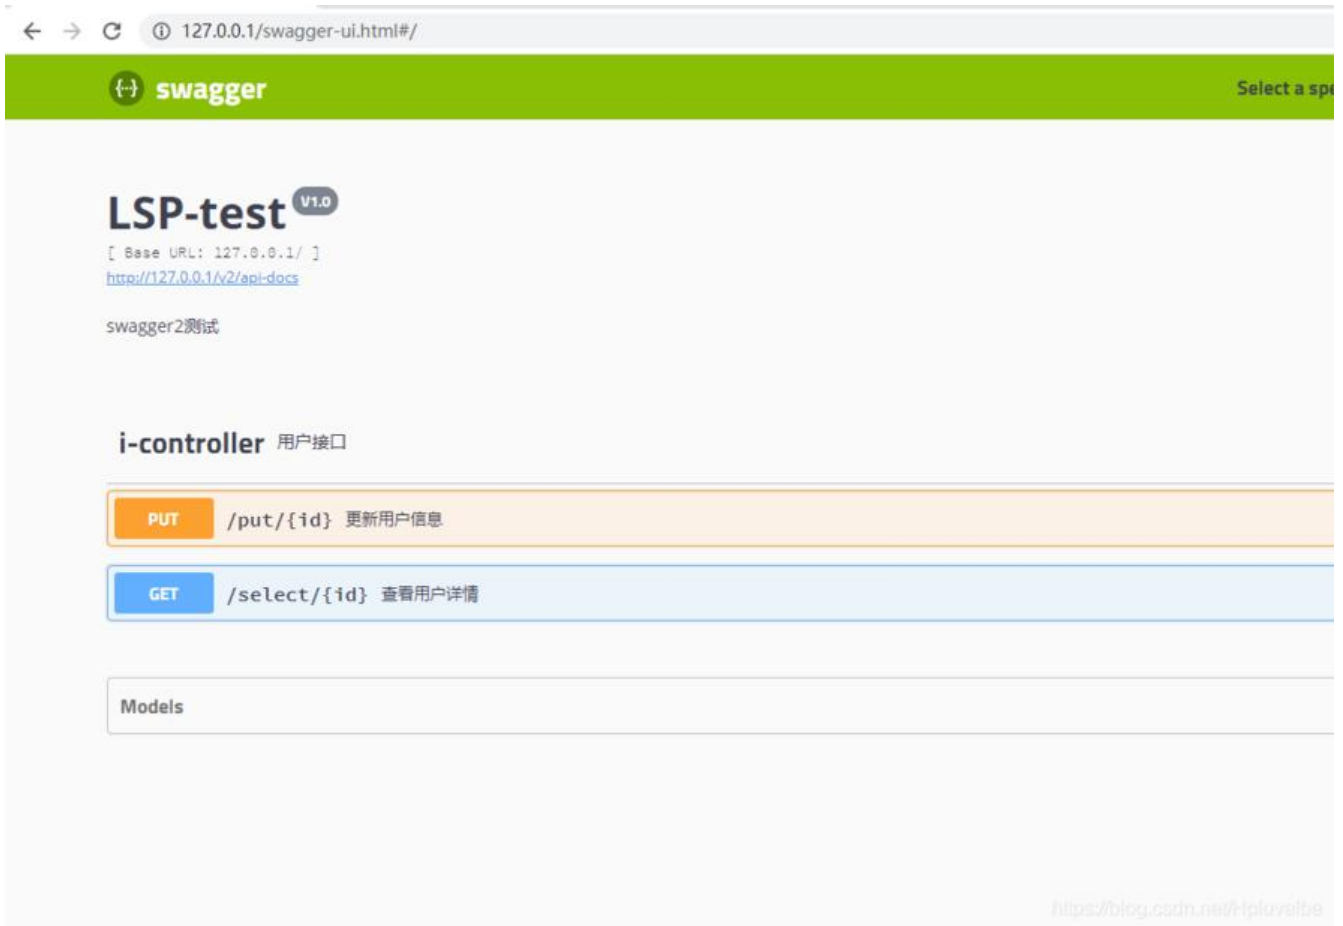 127.0.0.1/swagger-ui.html#/
swagger
Select a spe
LSP-test V1.0
[ Base URL: 127.0.0.1/ ]
http://127.0.0.1/v2/api-docs
swagger2测试
i-controller 用户接口
PUT /put/{id} 更新用户信息
GET /select/{id} 查看用户详情
Models